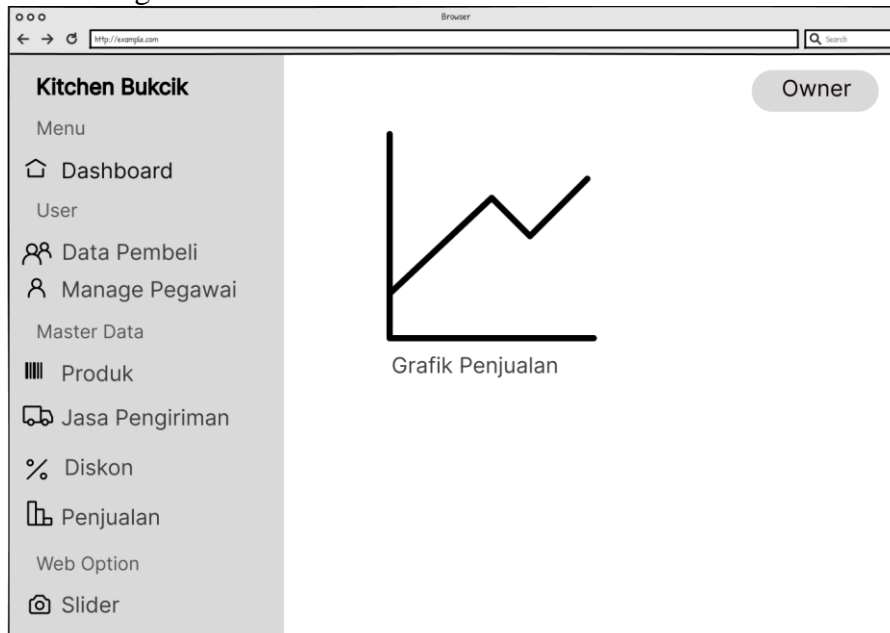 Browser
http://example.com
Search
Kitchen Bukcik
Menu
Dashboard
User
Data Pembeli
Manage Pegawai
Master Data
Produk
Jasa Pengiriman
Diskon
Penjualan
Web Option
Slider
Owner
Grafik Penjualan